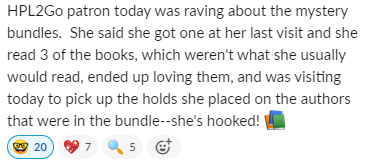 HPL2Go patron today was raving about the mystery
bundles.  She said she got one at her last visit and she
read 3 of the books, which weren't what she usually
would read, ended up loving them, and was visiting
today to pick up the holds she placed on the authors
that were in the bundle--she's hooked! 📚
🤓 20 💖 7 🔍 5